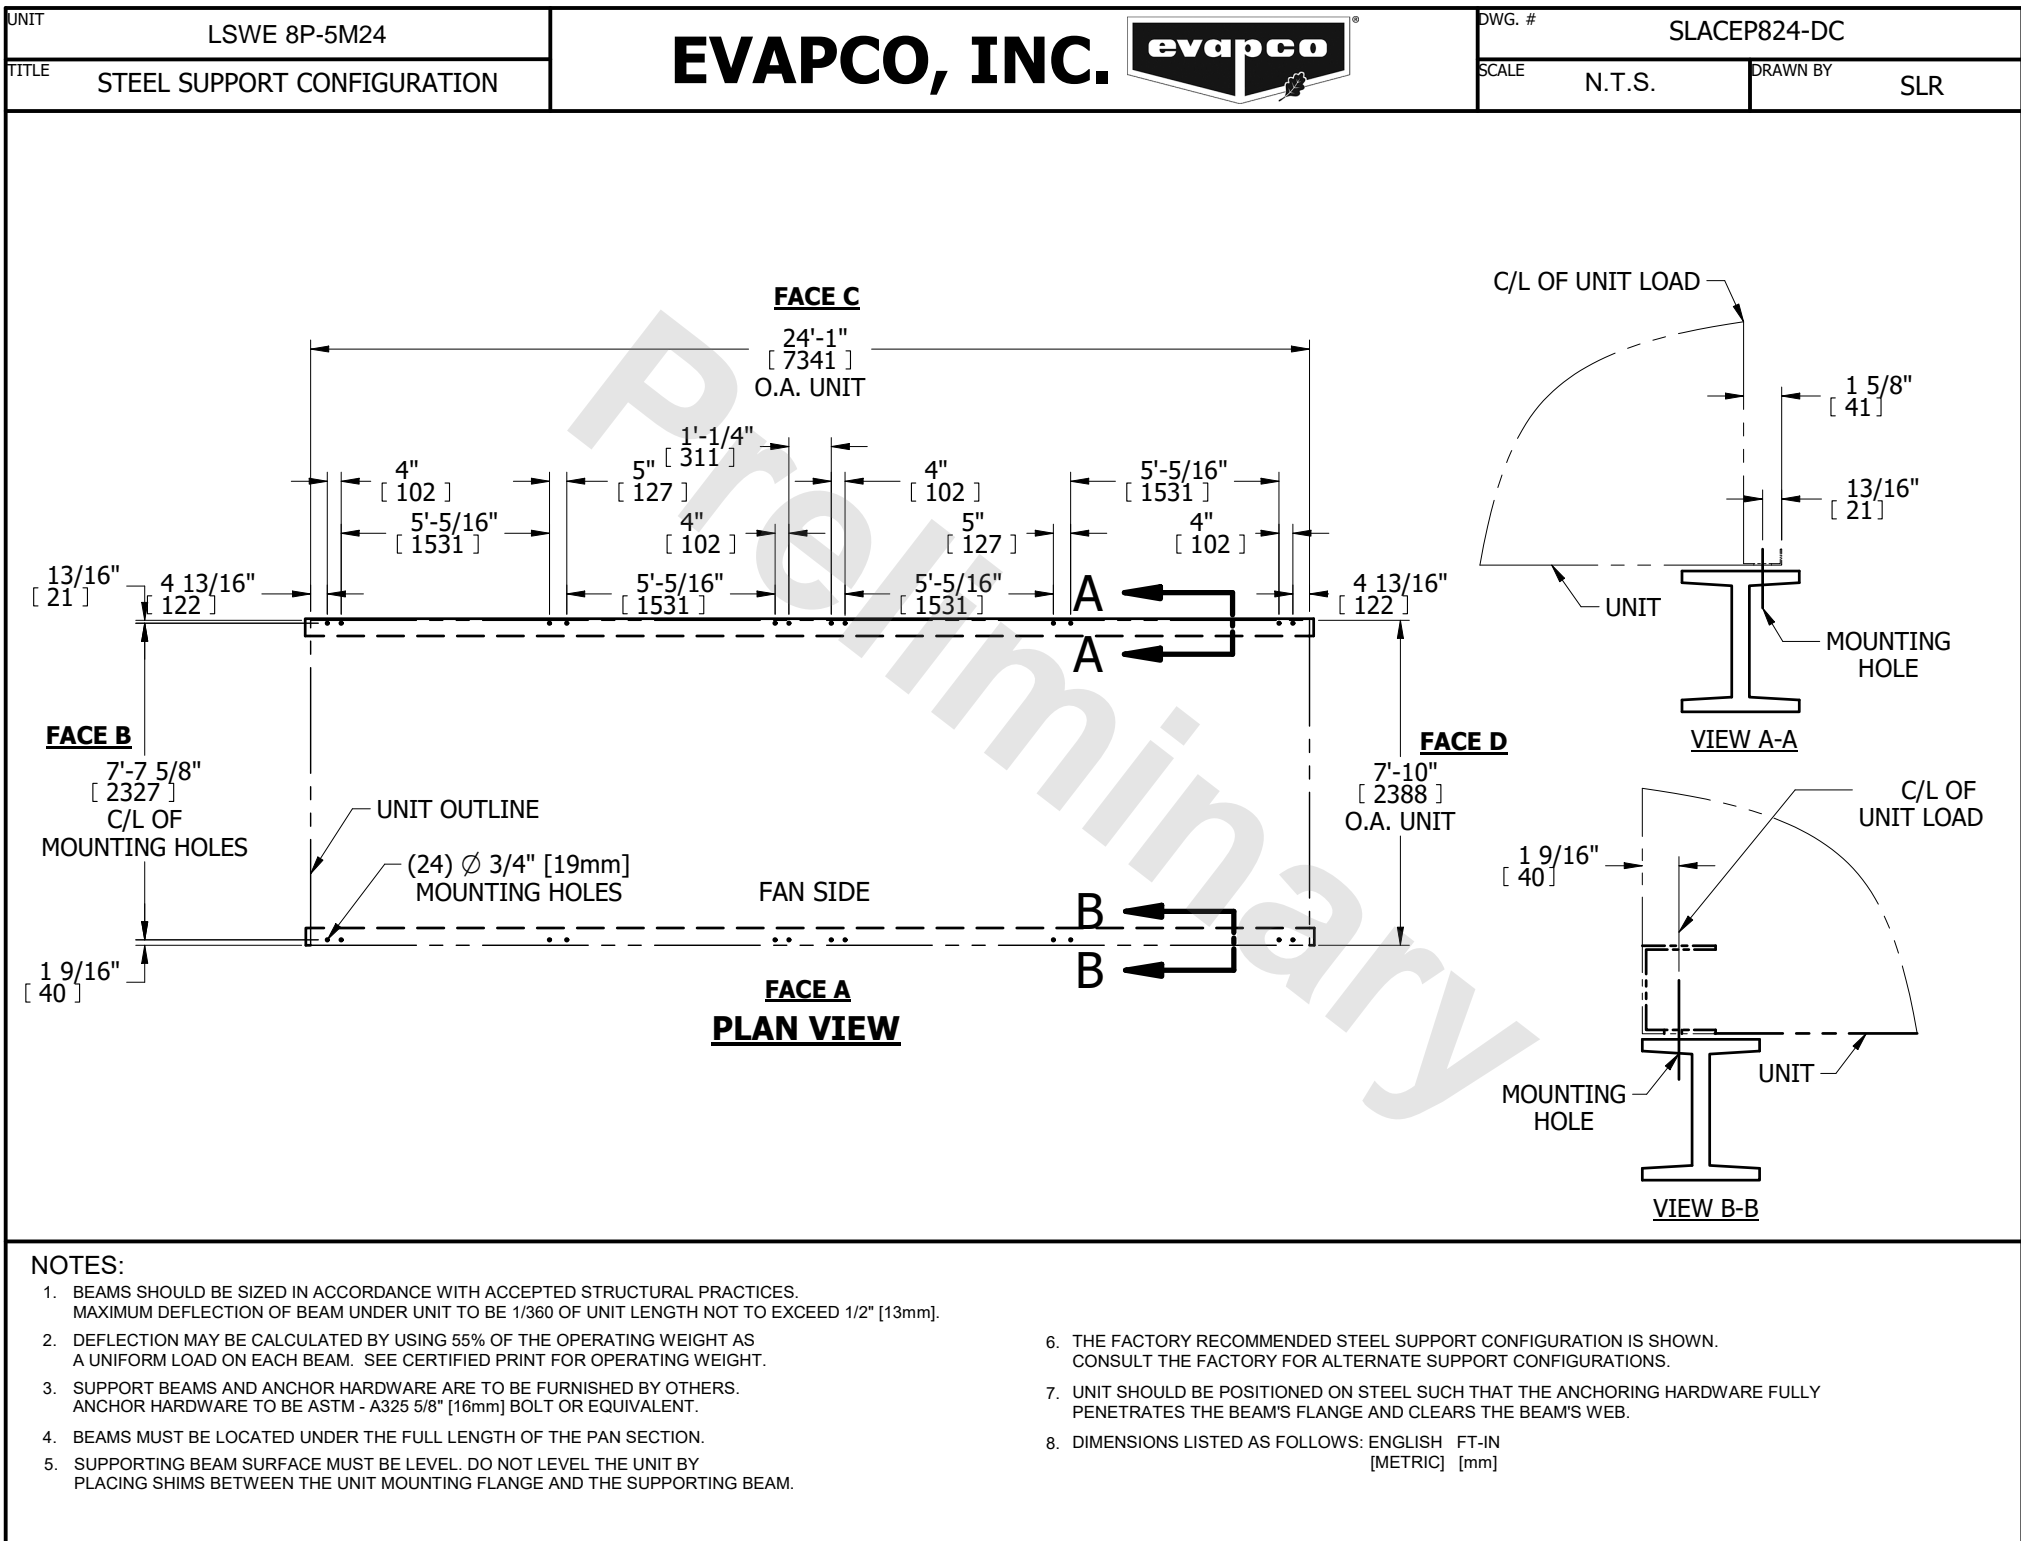 UNIT
LSWE 8P-5M24
TITLE
STEEL SUPPORT CONFIGURATION
EVAPCO, INC.
evapco
®
DWG. #
SLACEP824-DC
SCALE
N.T.S.
DRAWN BY
SLR
FACE C
24'-1"
[ 7341 ]
O.A. UNIT
1'-1/4"
[ 311 ]
4"
[ 102 ]
5"
[ 127 ]
4"
[ 102 ]
5'-5/16"
[ 1531 ]
5'-5/16"
[ 1531 ]
4"
[ 102 ]
5"
[ 127 ]
4"
[ 102 ]
13/16"
[ 21 ]
4 13/16"
[ 122 ]
5'-5/16"
[ 1531 ]
5'-5/16"
[ 1531 ]
4 13/16"
[ 122 ]
A
A
FACE B
7'-7 5/8"
[ 2327 ]
C/L OF
MOUNTING HOLES
UNIT OUTLINE
(24) Ø 3/4" [19mm]
MOUNTING HOLES
FAN SIDE
FACE D
7'-10"
[ 2388 ]
O.A. UNIT
B
B
1 9/16"
[ 40 ]
FACE A
PLAN VIEW
Preliminary
C/L OF UNIT LOAD
1 5/8"
[ 41 ]
13/16"
[ 21 ]
UNIT
MOUNTING
HOLE
VIEW A-A
C/L OF
UNIT LOAD
1 9/16"
[ 40 ]
UNIT
MOUNTING
HOLE
VIEW B-B
NOTES:
1. BEAMS SHOULD BE SIZED IN ACCORDANCE WITH ACCEPTED STRUCTURAL PRACTICES.
MAXIMUM DEFLECTION OF BEAM UNDER UNIT TO BE 1/360 OF UNIT LENGTH NOT TO EXCEED 1/2" [13mm].
2. DEFLECTION MAY BE CALCULATED BY USING 55% OF THE OPERATING WEIGHT AS
A UNIFORM LOAD ON EACH BEAM. SEE CERTIFIED PRINT FOR OPERATING WEIGHT.
3. SUPPORT BEAMS AND ANCHOR HARDWARE ARE TO BE FURNISHED BY OTHERS.
ANCHOR HARDWARE TO BE ASTM - A325 5/8" [16mm] BOLT OR EQUIVALENT.
4. BEAMS MUST BE LOCATED UNDER THE FULL LENGTH OF THE PAN SECTION.
5. SUPPORTING BEAM SURFACE MUST BE LEVEL. DO NOT LEVEL THE UNIT BY
PLACING SHIMS BETWEEN THE UNIT MOUNTING FLANGE AND THE SUPPORTING BEAM.
6. THE FACTORY RECOMMENDED STEEL SUPPORT CONFIGURATION IS SHOWN.
CONSULT THE FACTORY FOR ALTERNATE SUPPORT CONFIGURATIONS.
7. UNIT SHOULD BE POSITIONED ON STEEL SUCH THAT THE ANCHORING HARDWARE FULLY
PENETRATES THE BEAM'S FLANGE AND CLEARS THE BEAM'S WEB.
8. DIMENSIONS LISTED AS FOLLOWS: ENGLISH FT-IN
[METRIC] [mm]